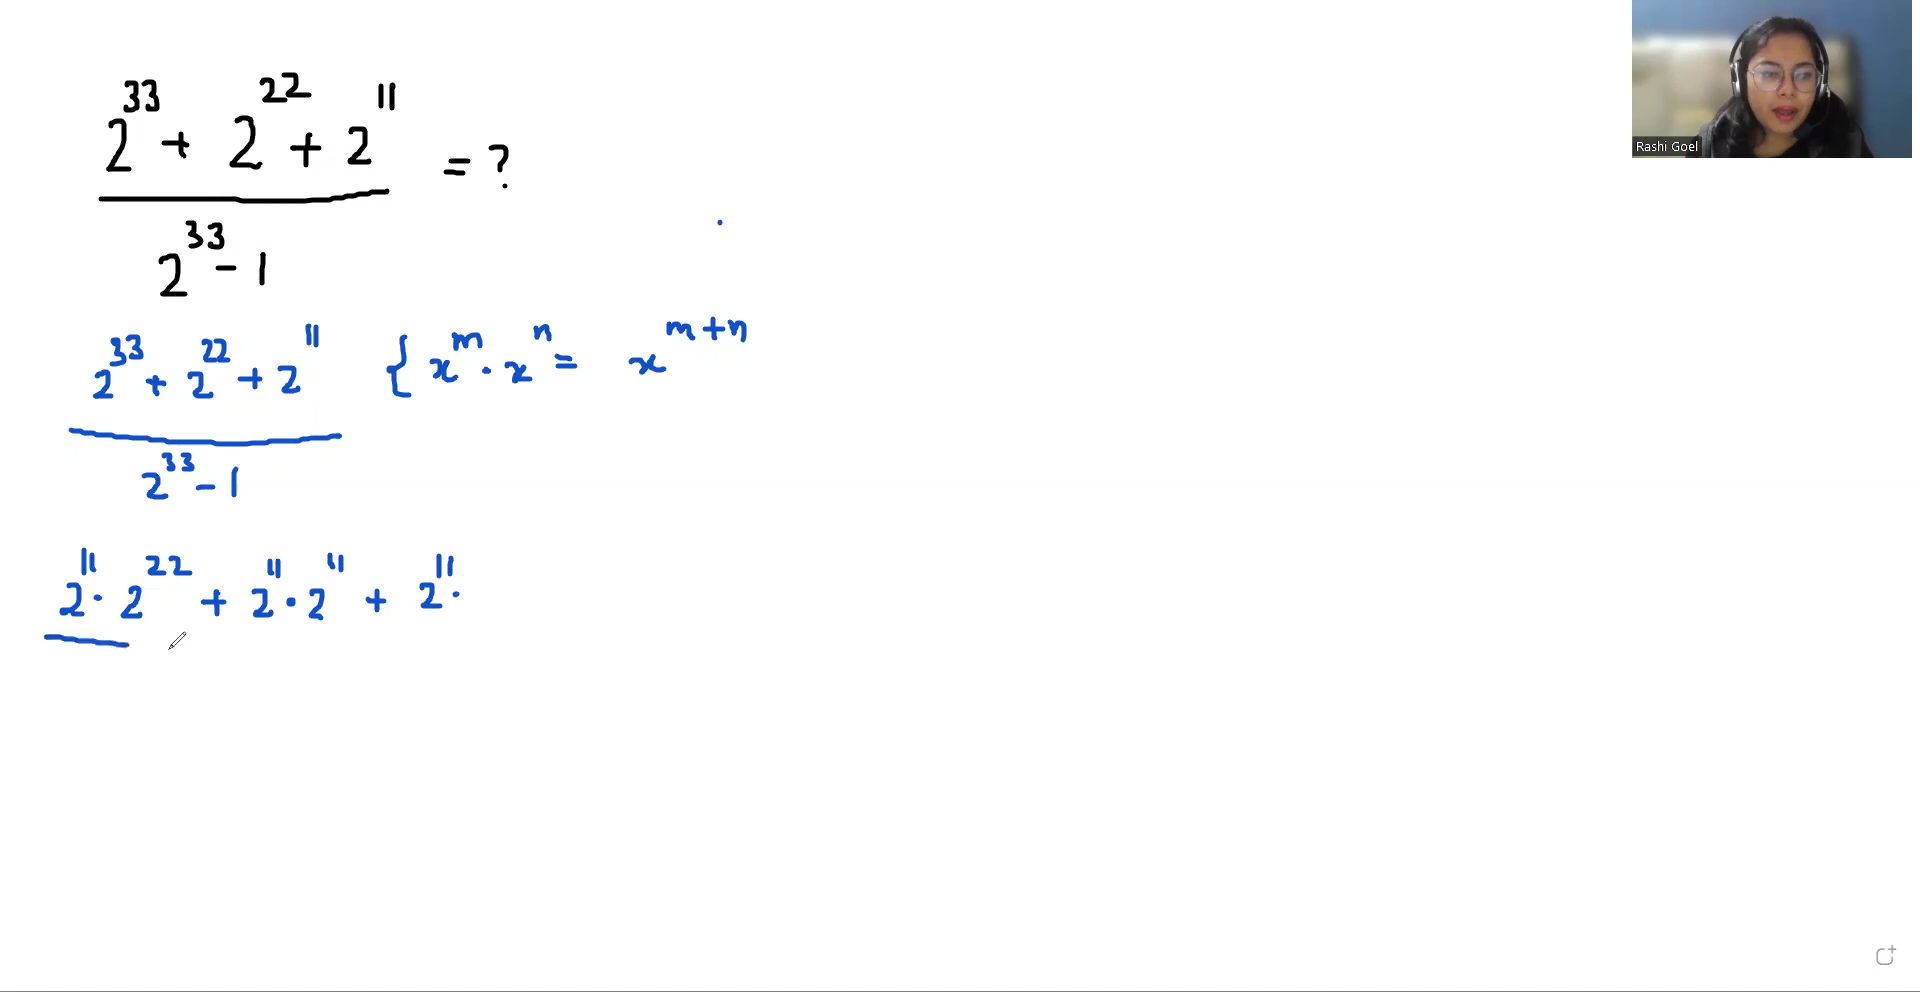 2^33 + 2^22 + 2^11 = ?
2^33 - 1
2^33 + 2^22 + 2^11 { x^m · x^n = x^m+n
2^33 - 1
2^11 · 2^22 + 2^11 · 2^11 + 2^11 ·
Rashi Goel